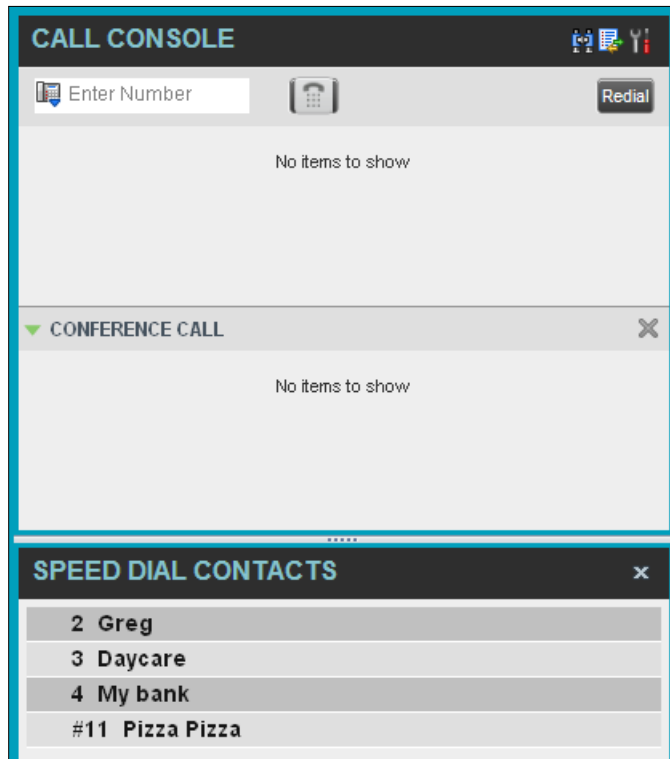 CALL CONSOLE
Enter Number
Redial
No items to show
CONFERENCE CALL
No items to show
SPEED DIAL CONTACTS
2 Greg
3 Daycare
4 My bank
#11 Pizza Pizza